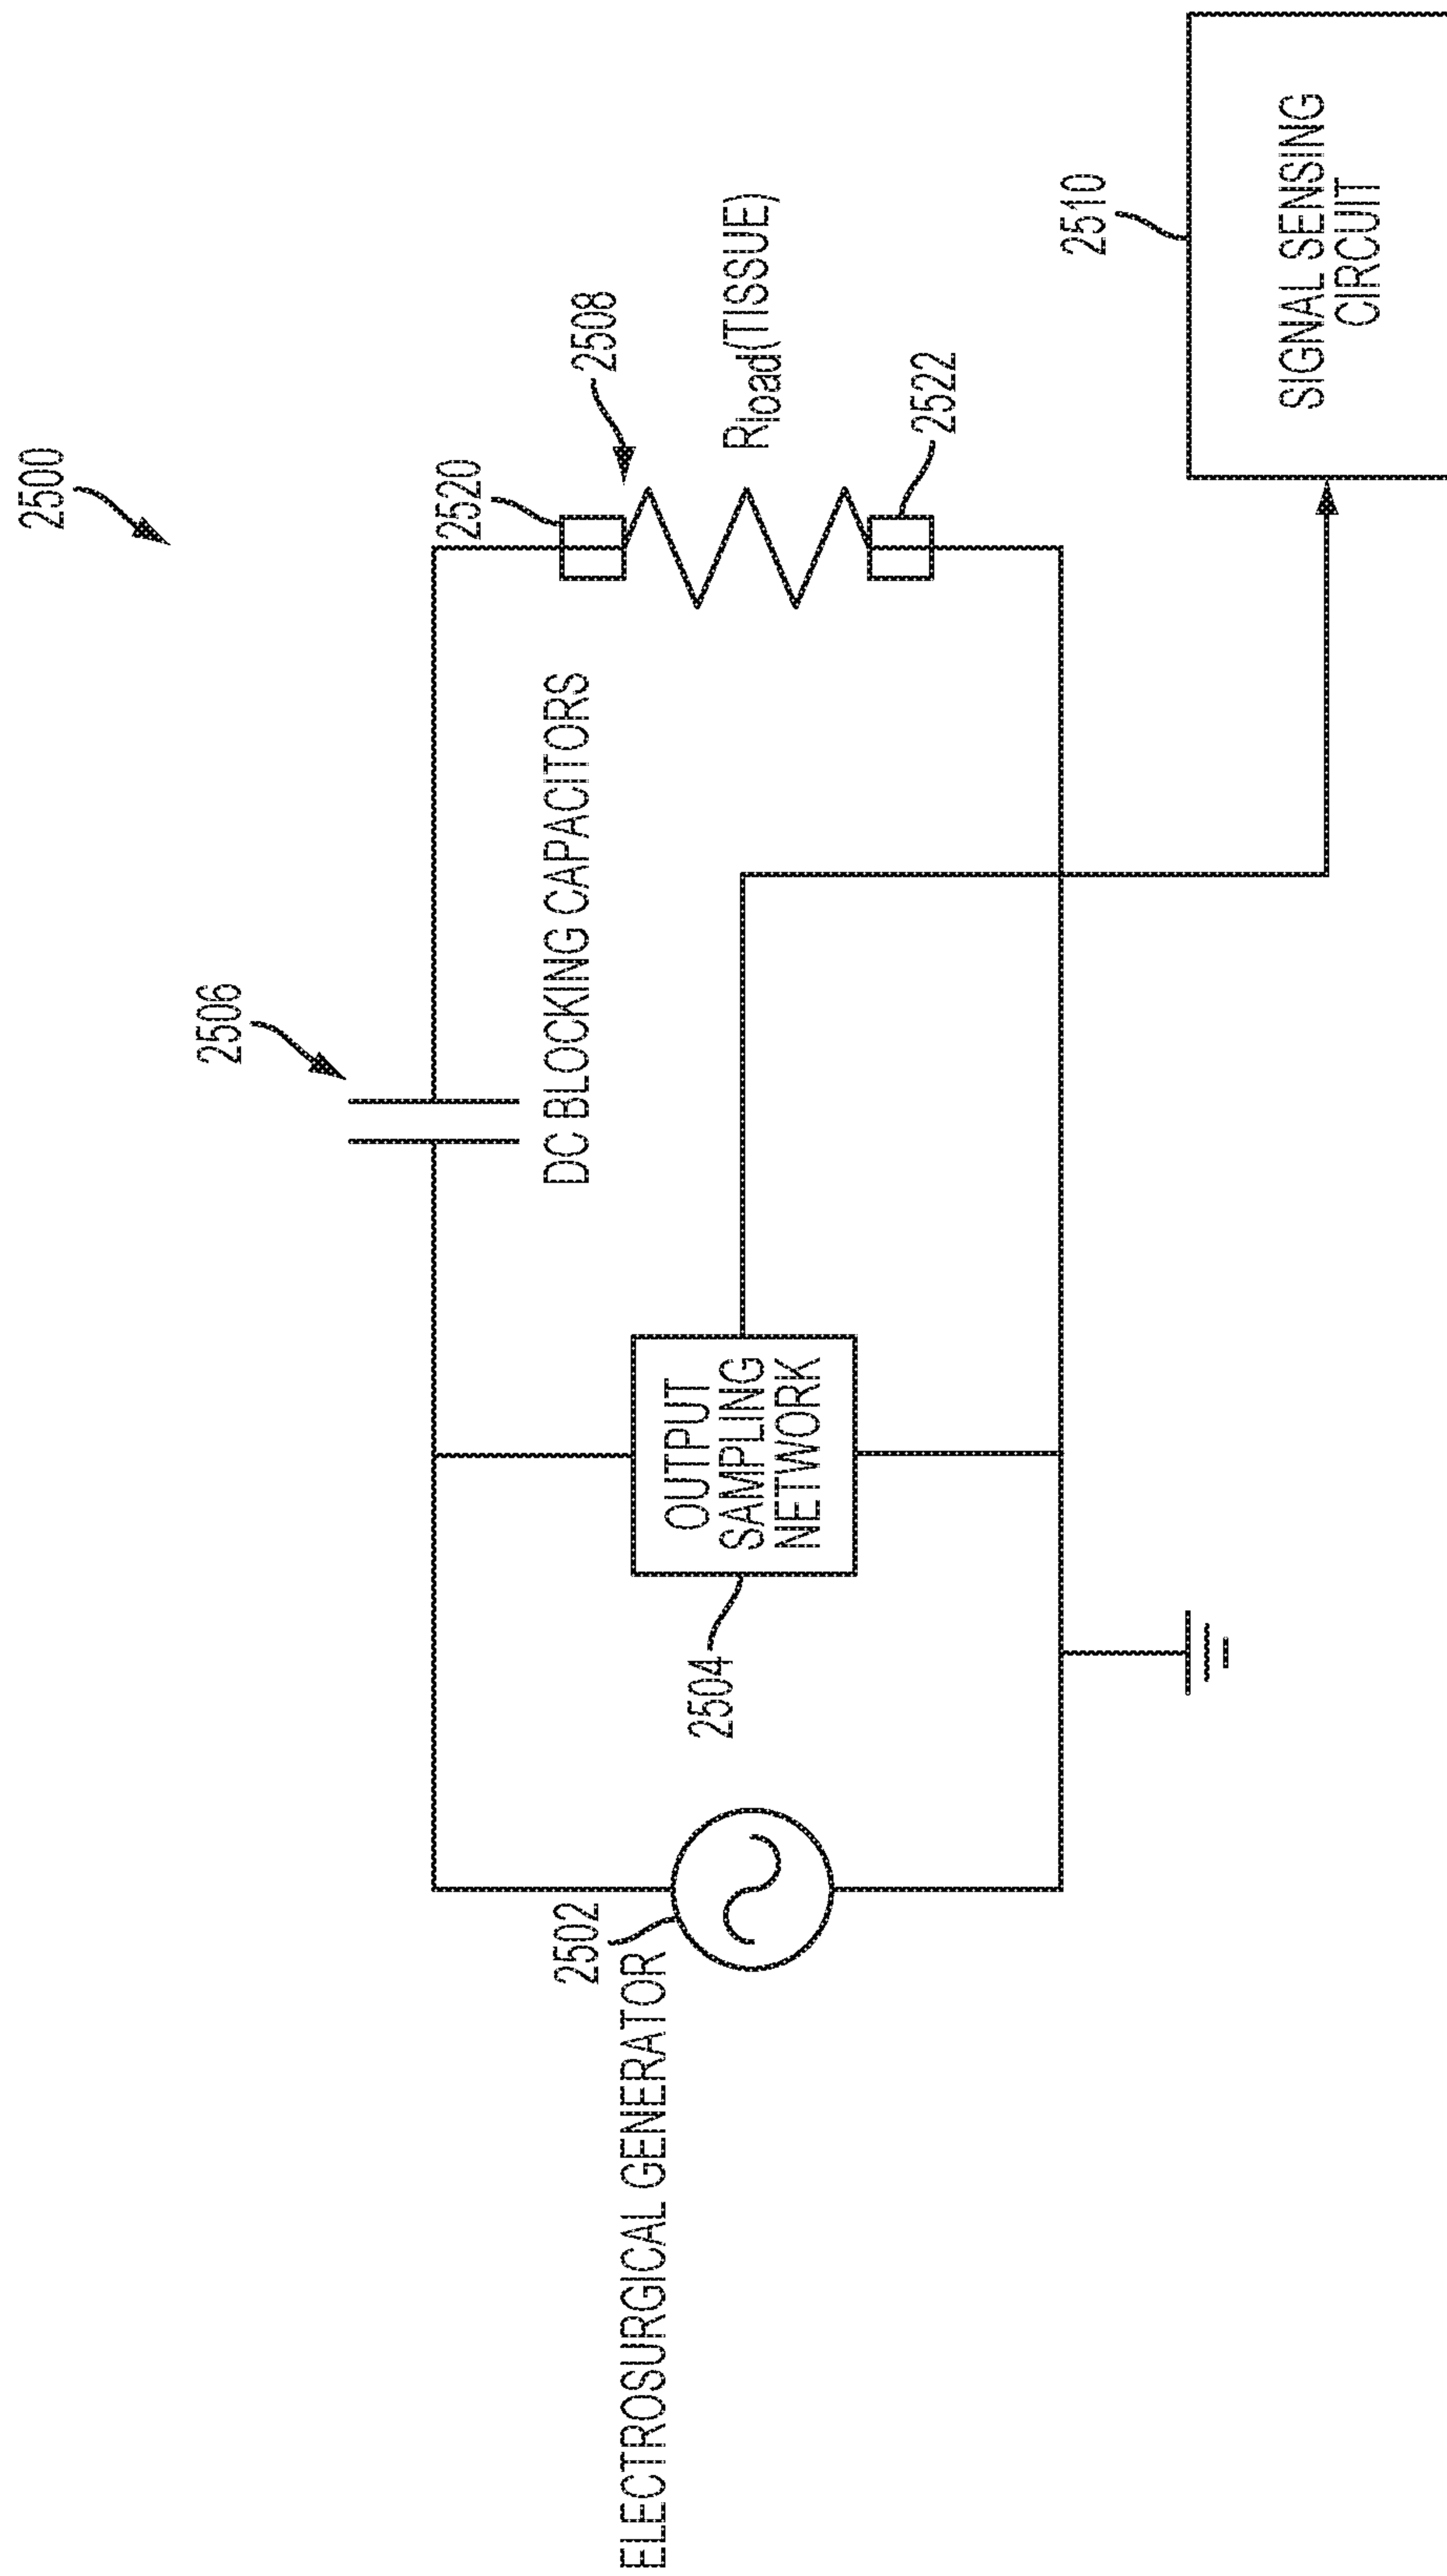 2500
2506
DC BLOCKING CAPACITORS
2520
2508
Rload(TISSUE)
2522
2502
ELECTROSURGICAL GENERATOR
2504
OUTPUT
SAMPLING
NETWORK
2510
SIGNAL SENSING
CIRCUIT